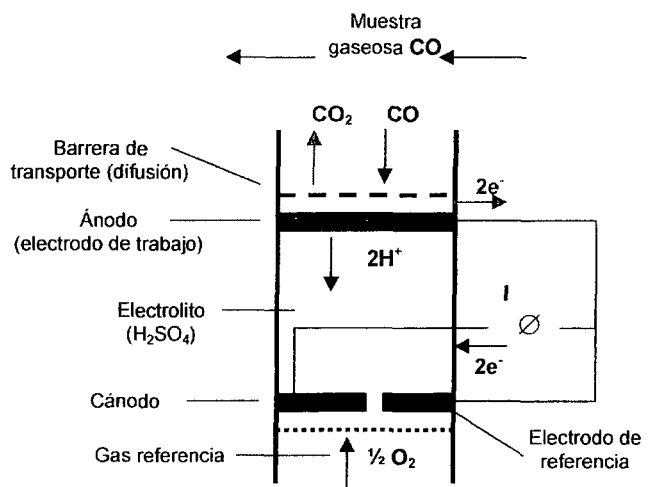 Muestra
gaseosa CO
CO₂
CO
Barrera de
transporte (difusión)
2e⁻
Ánodo
(electrodo de trabajo)
2H⁺
Electrolito
(H₂SO₄)
I
2e⁻
Cánodo
Electrodo de
referencia
Gas referencia
½ O₂